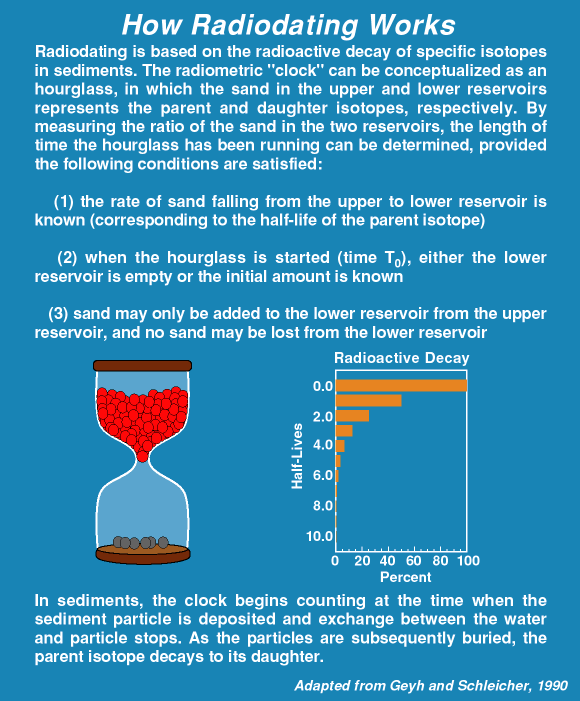 How Radiodating Works
Radiodating is based on the radioactive decay of specific isotopes
in sediments. The radiometric "clock" can be conceptualized as an
hourglass, in which the sand in the upper and lower reservoirs
represents the parent and daughter isotopes, respectively. By
measuring the ratio of the sand in the two reservoirs, the length of
time the hourglass has been running can be determined, provided
the following conditions are satisfied:
(1) the rate of sand falling from the upper to lower reservoir is
known (corresponding to the half-life of the parent isotope)
(2) when the hourglass is started (time T0), either the lower
reservoir is empty or the initial amount is known
(3) sand may only be added to the lower reservoir from the upper
reservoir, and no sand may be lost from the lower reservoir
Radioactive Decay
Half-Lives
0.0
2.0
4.0
6.0
8.0
10.0
0 20 40 60 80 100
Percent
In sediments, the clock begins counting at the time when the
sediment particle is deposited and exchange between the water
and particle stops. As the particles are subsequently buried, the
parent isotope decays to its daughter.
Adapted from Geyh and Schleicher, 1990